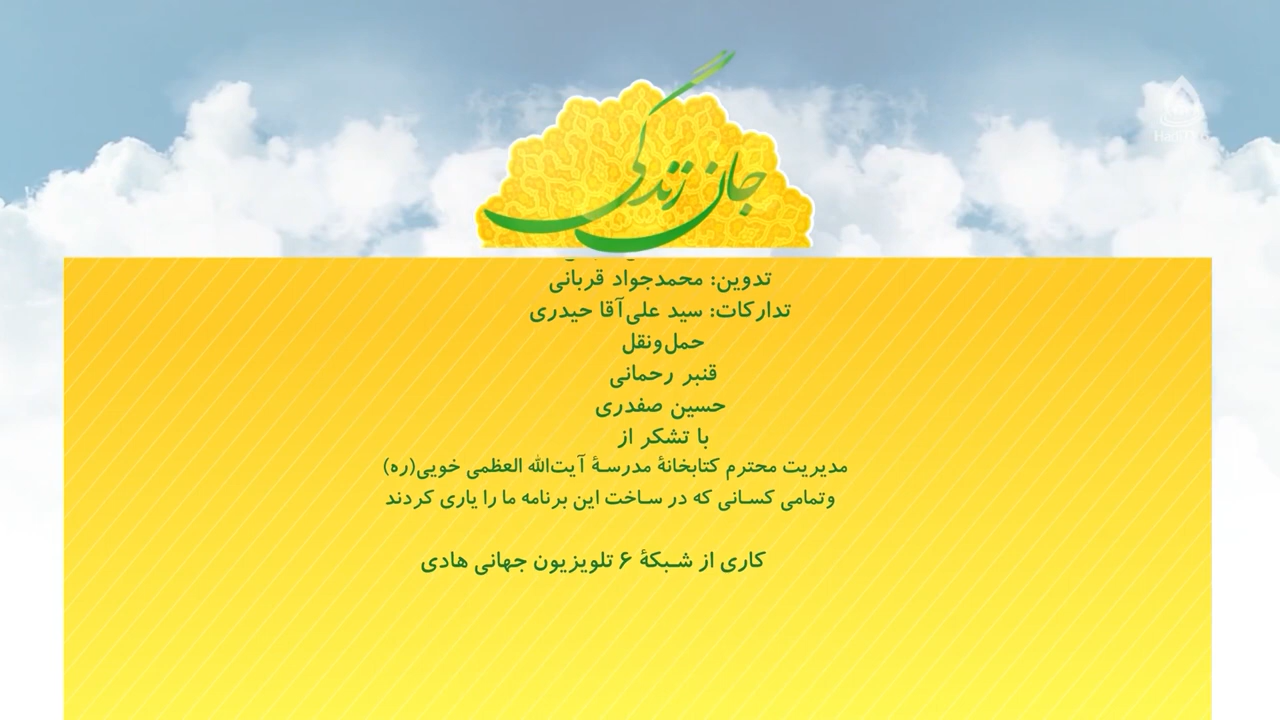 جان زندگی
تدوین: محمدجواد قربانی
تدارکات: سید علی‌آقا حیدری
حمل‌ونقل
قنبر رحمانی
حسین صفدری
با تشکر از
مدیریت محترم کتابخانهٔ مدرسهٔ آیت‌الله العظمی خویی(ره)
وتمامی کسانی که در ساخت این برنامه ما را یاری کردند
کاری از شبکهٔ ۶ تلویزیون جهانی هادی